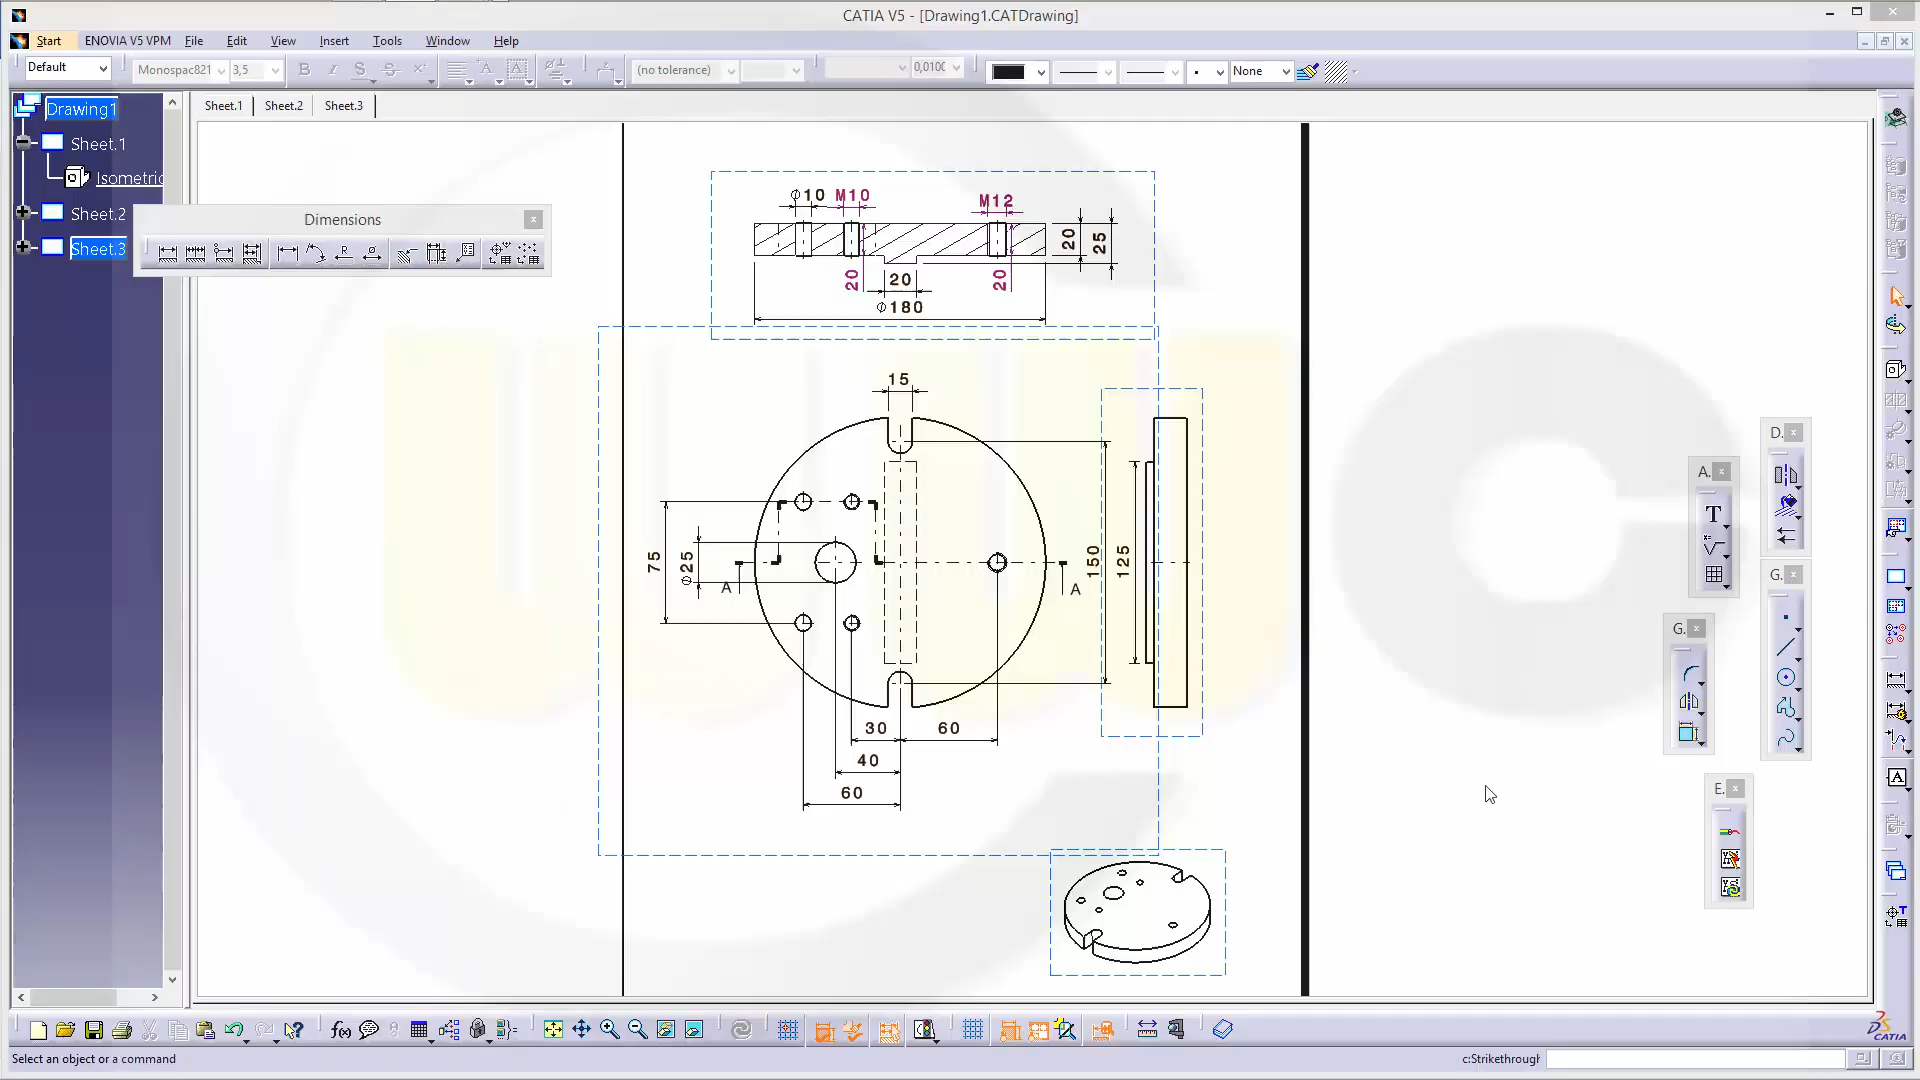 CATIA V5 - [Drawing1.CATDrawing]
Start ENOVIA V5 VPM File Edit View Insert Tools Window Help
Default Monospac821 3,5 B I S S (no tolerance) 0,010 None
Drawing1
Sheet.1
Isometric
Sheet.2
Sheet.3
Sheet.1 Sheet.2 Sheet.3
Dimensions
Φ10 M10 M12
20 20 20 20 25
Φ180
15
75 Φ25 A A 150 125
30 60
40
60
D.
A.
T
G.
G.
A
E.
f(x)
CATIA
Select an object or a command c:Strikethrough